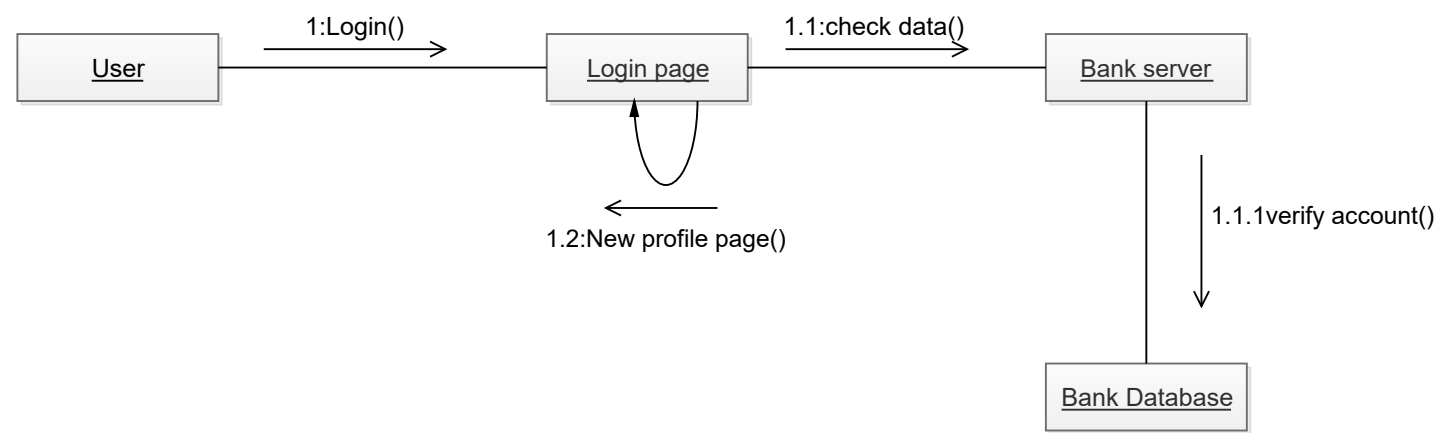 1:Login()
1.1:check data()
User
Login page
Bank server
1.1.1verify account()
1.2:New profile page()
Bank Database